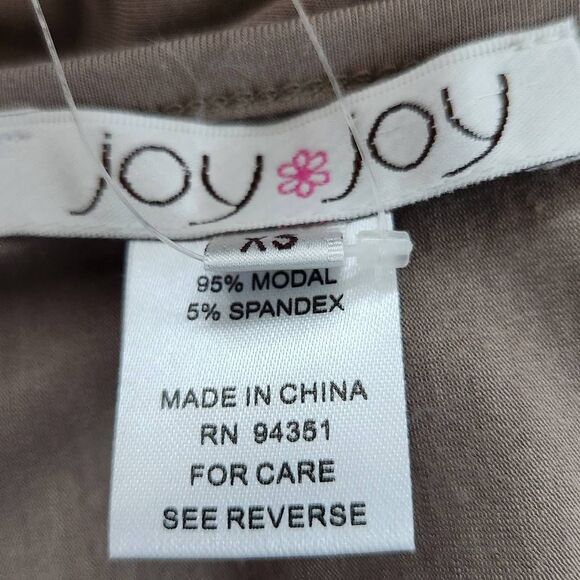 joy joy
XS
95% MODAL
5% SPANDEX
MADE IN CHINA
RN 94351
FOR CARE
SEE REVERSE